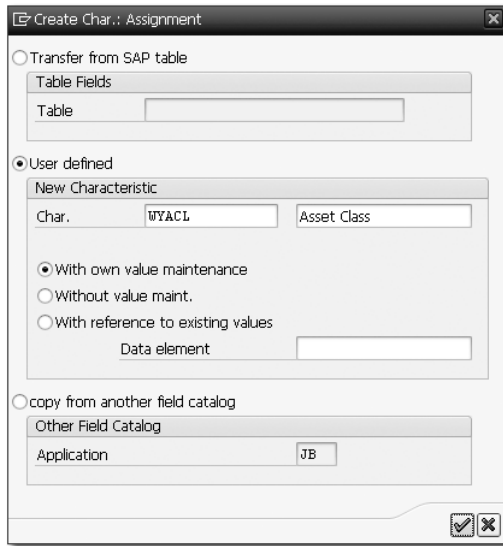 Create Char.: Assignment
Transfer from SAP table
Table Fields
Table
User defined
New Characteristic
Char. WYACL Asset Class
With own value maintenance
Without value maint.
With reference to existing values
Data element
copy from another field catalog
Other Field Catalog
Application JB